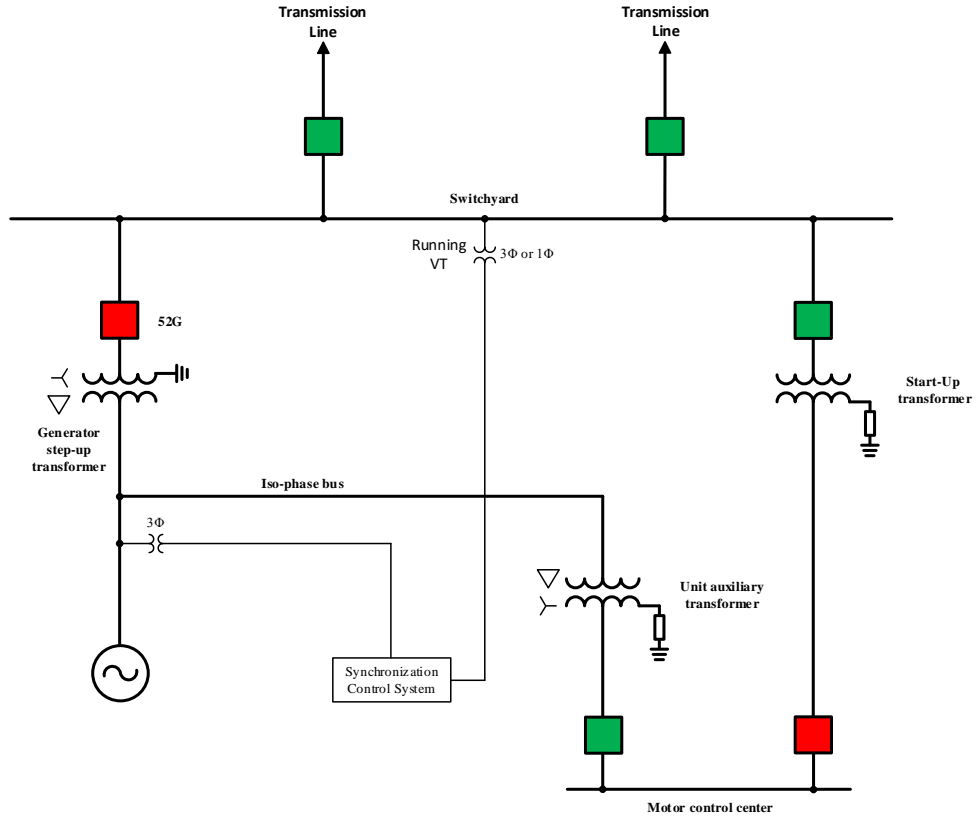 Transmission
Line
Transmission
Line
Switchyard
Running
VT
3Φ or 1Φ
52G
Start-Up
transformer
Generator
step-up
transformer
Iso-phase bus
3Φ
Unit auxiliary
transformer
Synchronization
Control System
Motor control center